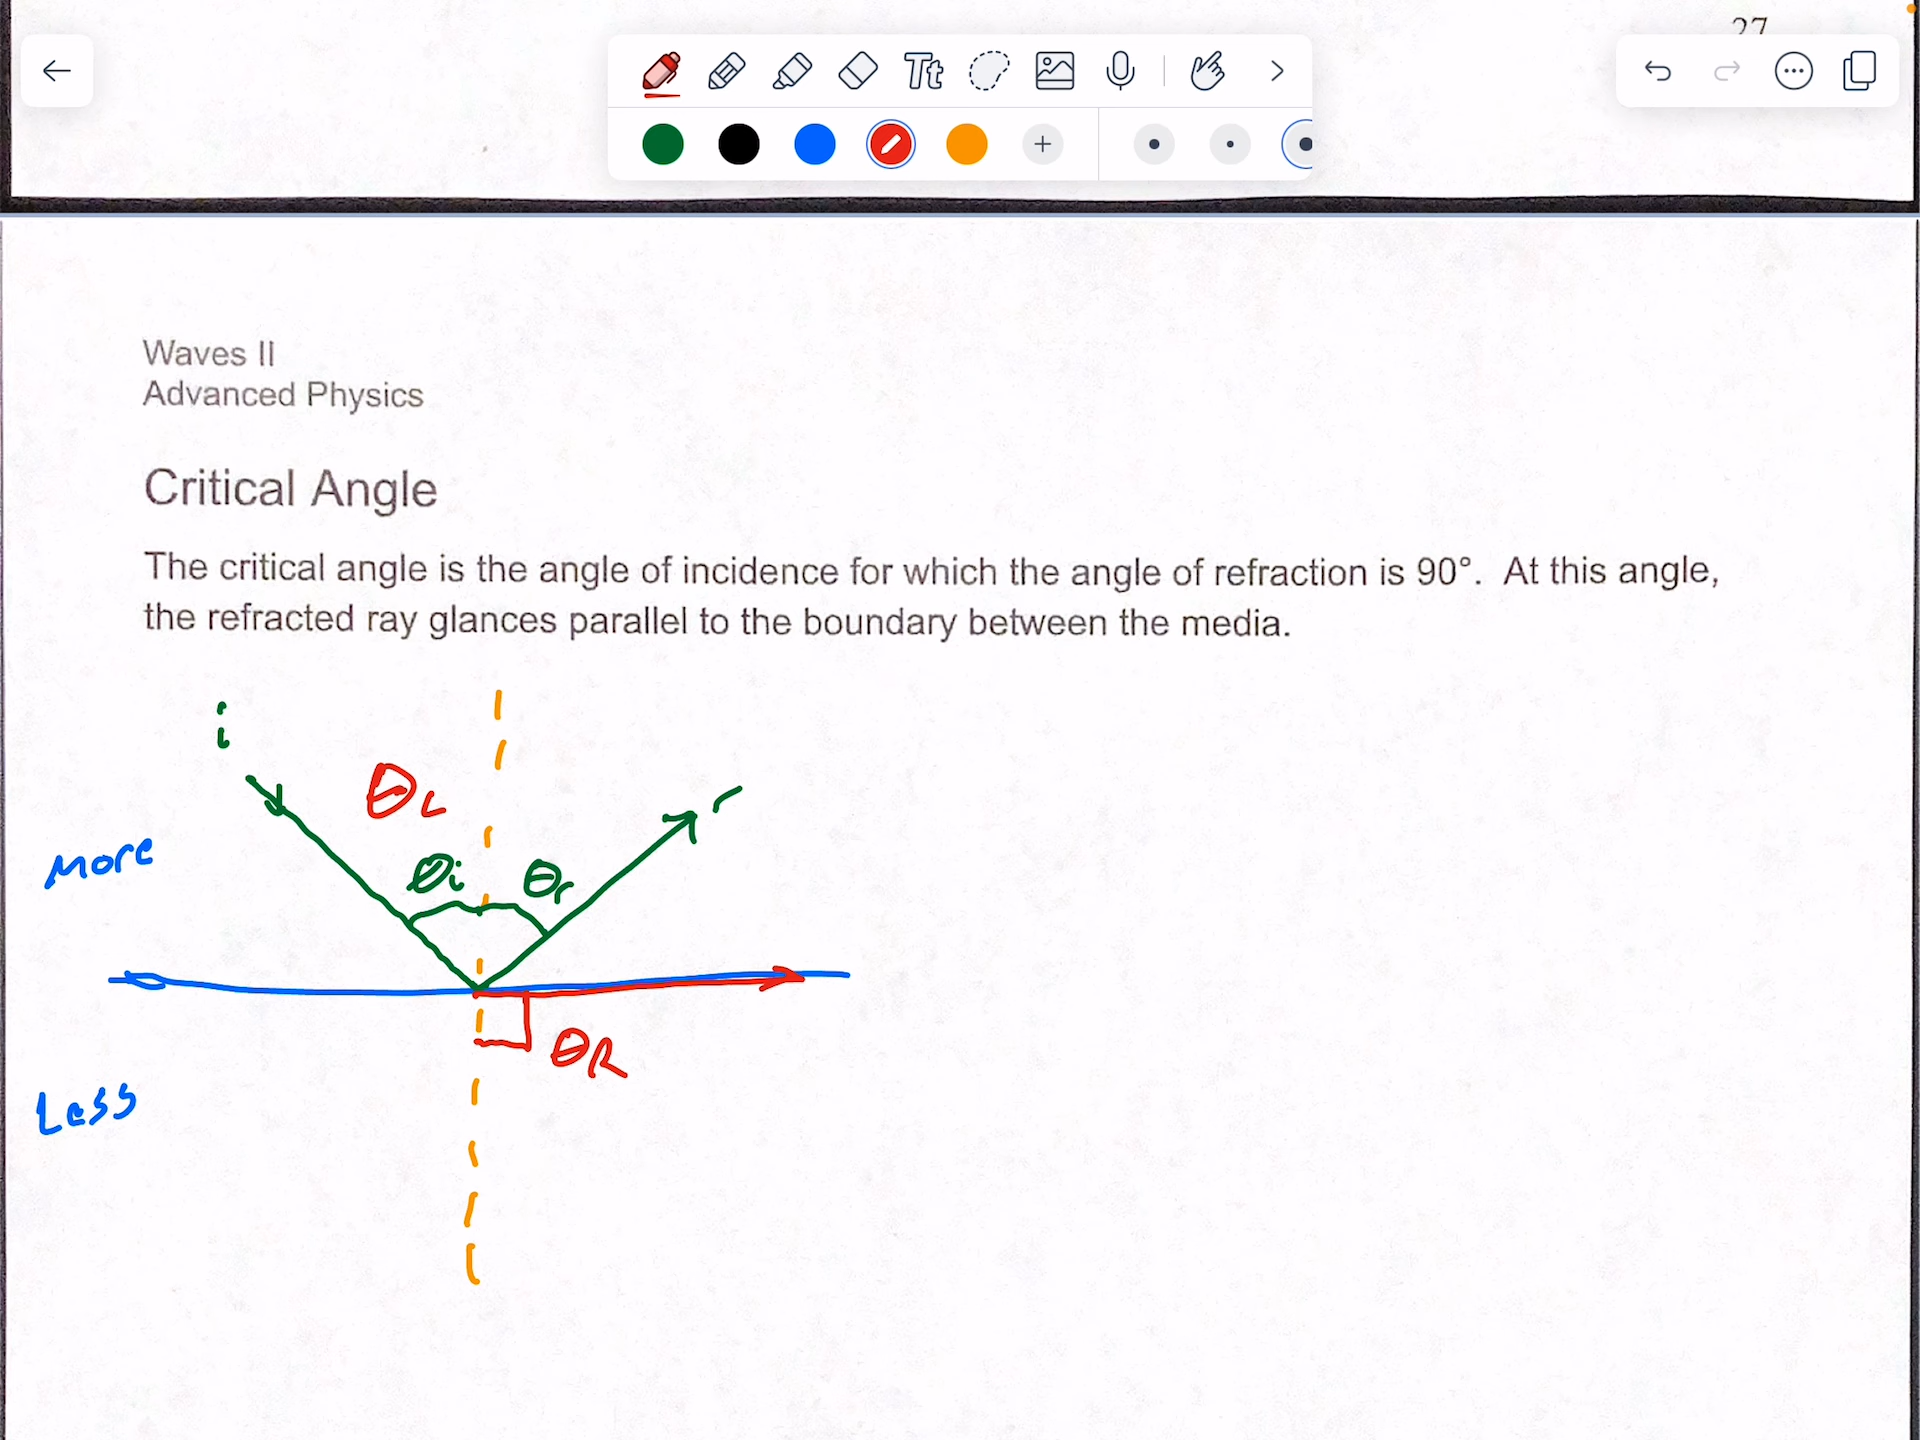 27
Tt
Waves II
Advanced Physics
Critical Angle
The critical angle is the angle of incidence for which the angle of refraction is 90°. At this angle,
the refracted ray glances parallel to the boundary between the media.
i
θc
r
More
θi θr
θR
Less